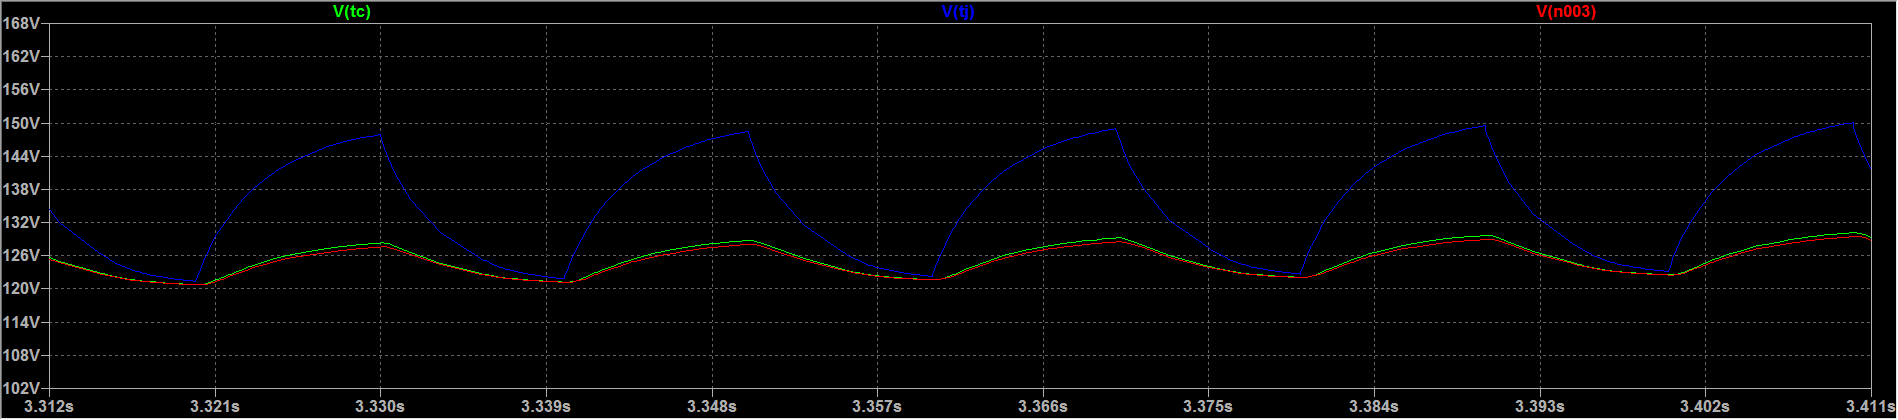 V(tc) V(tj) V(n003)
168V
162V
156V
150V
144V
138V
132V
126V
120V
114V
108V
102V
3.312s 3.321s 3.330s 3.339s 3.348s 3.357s 3.366s 3.375s 3.384s 3.393s 3.402s 3.411s